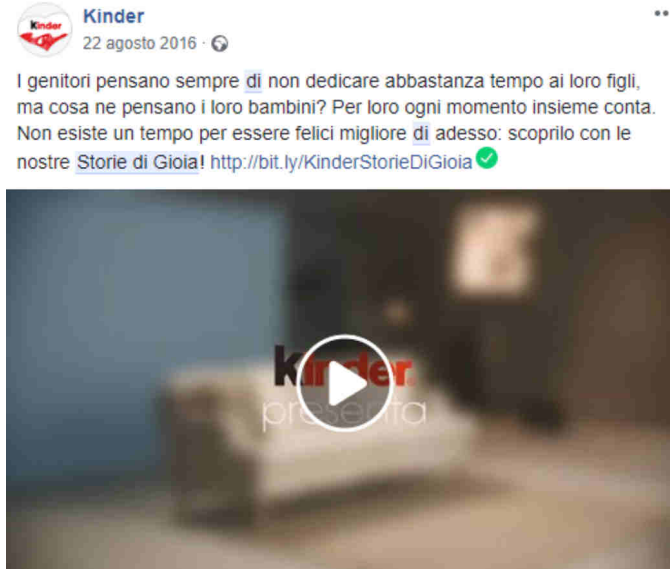 Kinder
Kinder
22 agosto 2016 ·
I genitori pensano sempre di non dedicare abbastanza tempo ai loro figli,
ma cosa ne pensano i loro bambini? Per loro ogni momento insieme conta.
Non esiste un tempo per essere felici migliore di adesso: scoprilo con le
nostre Storie di Gioia! http://bit.ly/KinderStorieDiGioia
Kinder
presenta